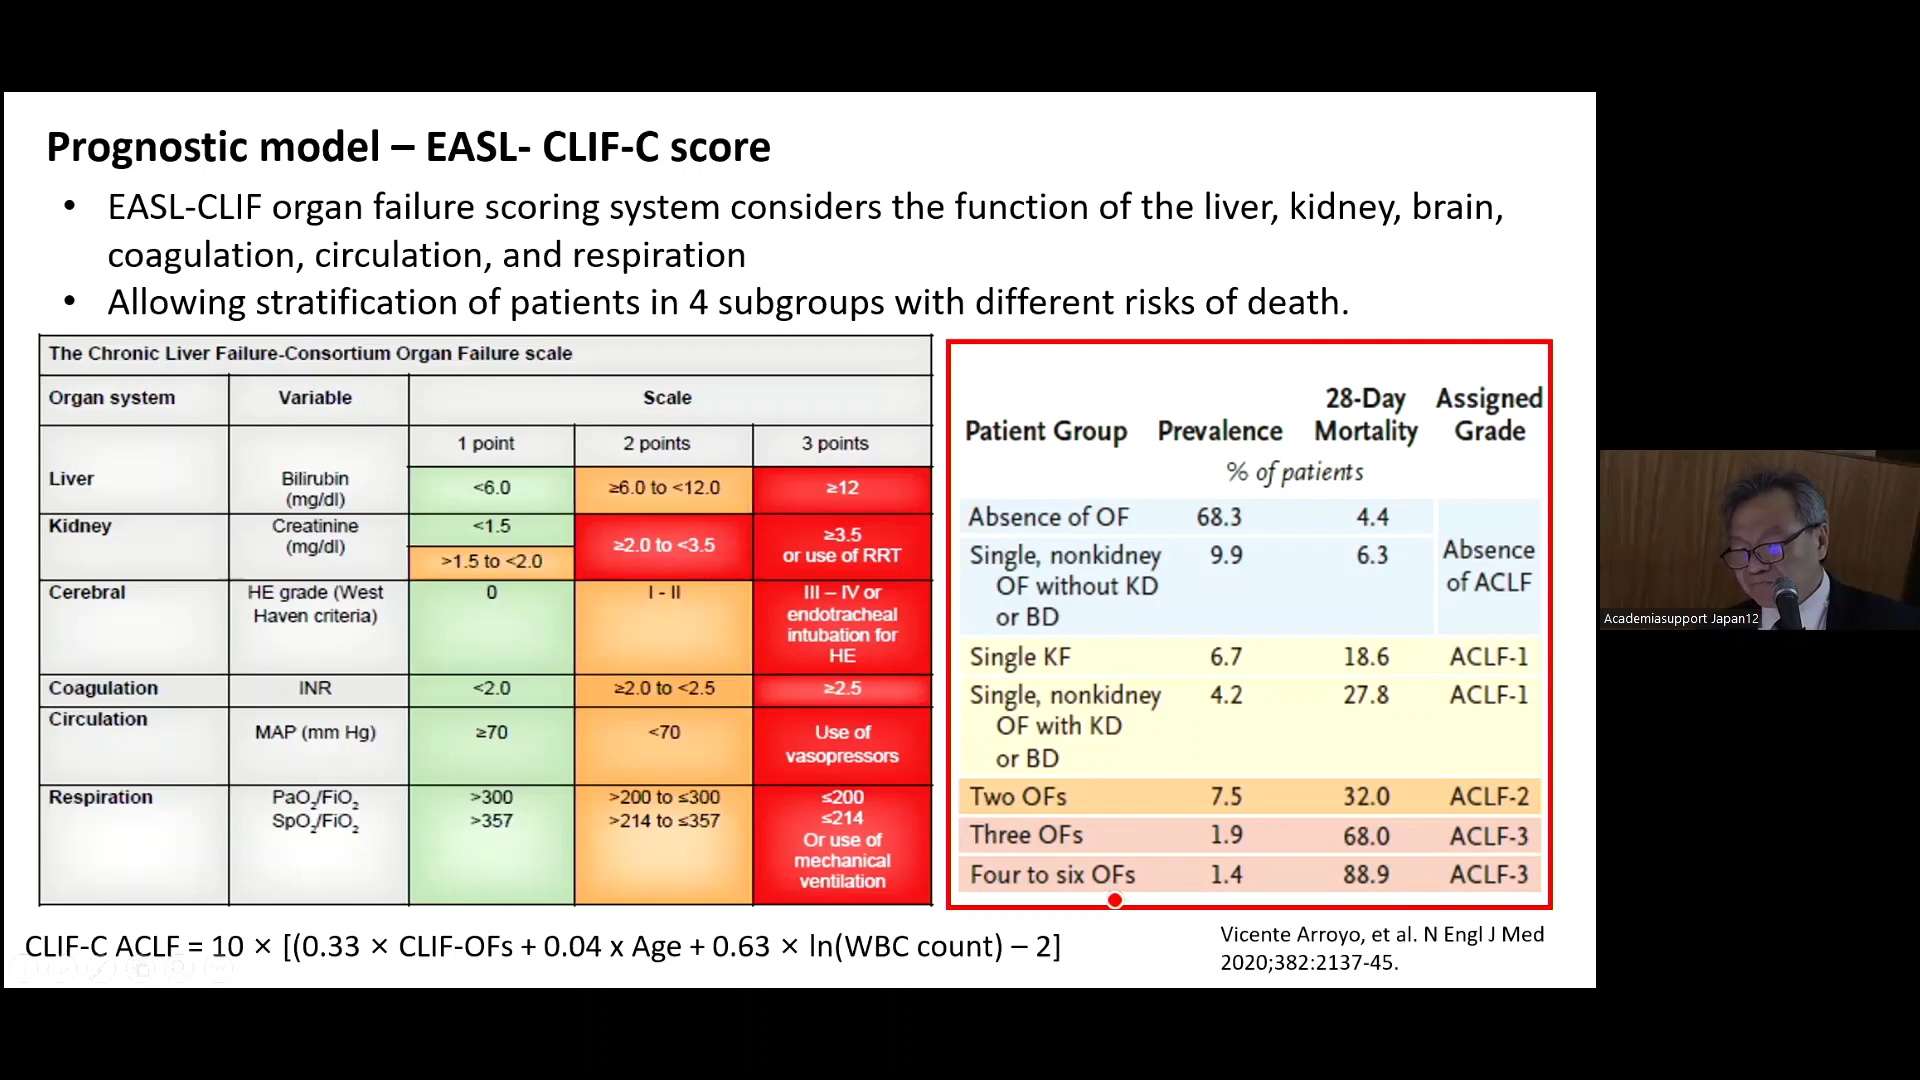 Prognostic model – EASL- CLIF-C score
• EASL-CLIF organ failure scoring system considers the function of the liver, kidney, brain,
coagulation, circulation, and respiration
• Allowing stratification of patients in 4 subgroups with different risks of death.
The Chronic Liver Failure-Consortium Organ Failure scale
Organ system Variable Scale
1 point 2 points 3 points
Liver Bilirubin
(mg/dl) <6.0 ≥6.0 to <12.0 ≥12
Kidney Creatinine
(mg/dl) <1.5
>1.5 to <2.0 ≥2.0 to <3.5 ≥3.5
or use of RRT
Cerebral HE grade (West
Haven criteria) 0 I - II III – IV or
endotracheal
intubation for
HE
Coagulation INR <2.0 ≥2.0 to <2.5 ≥2.5
Circulation MAP (mm Hg) ≥70 <70 Use of
vasopressors
Respiration PaO2/FiO2 >300 >200 to ≤300 ≤200
SpO2/FiO2 >357 >214 to ≤357 ≤214
Or use of
mechanical
ventilation
28-Day Assigned
Patient Group Prevalence Mortality Grade
% of patients
Absence of OF 68.3 4.4
Single, nonkidney 9.9 6.3
OF without KD
or BD
Absence
of ACLF
Single KF 6.7 18.6 ACLF-1
Single, nonkidney 4.2 27.8 ACLF-1
OF with KD
or BD
Two OFs 7.5 32.0 ACLF-2
Three OFs 1.9 68.0 ACLF-3
Four to six OFs 1.4 88.9 ACLF-3
CLIF-C ACLF = 10 × [(0.33 × CLIF-OFs + 0.04 x Age + 0.63 × ln(WBC count) – 2]
Vicente Arroyo, et al. N Engl J Med
2020;382:2137-45.
Academiasupport Japan12